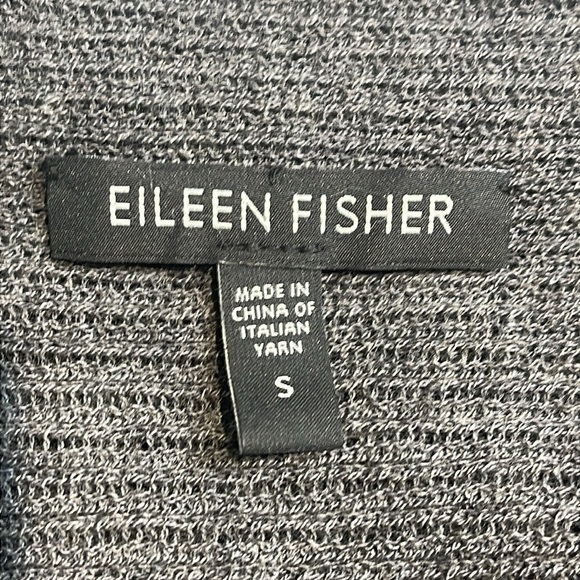 EILEEN FISHER
MADE IN
CHINA OF
ITALIAN
YARN
S